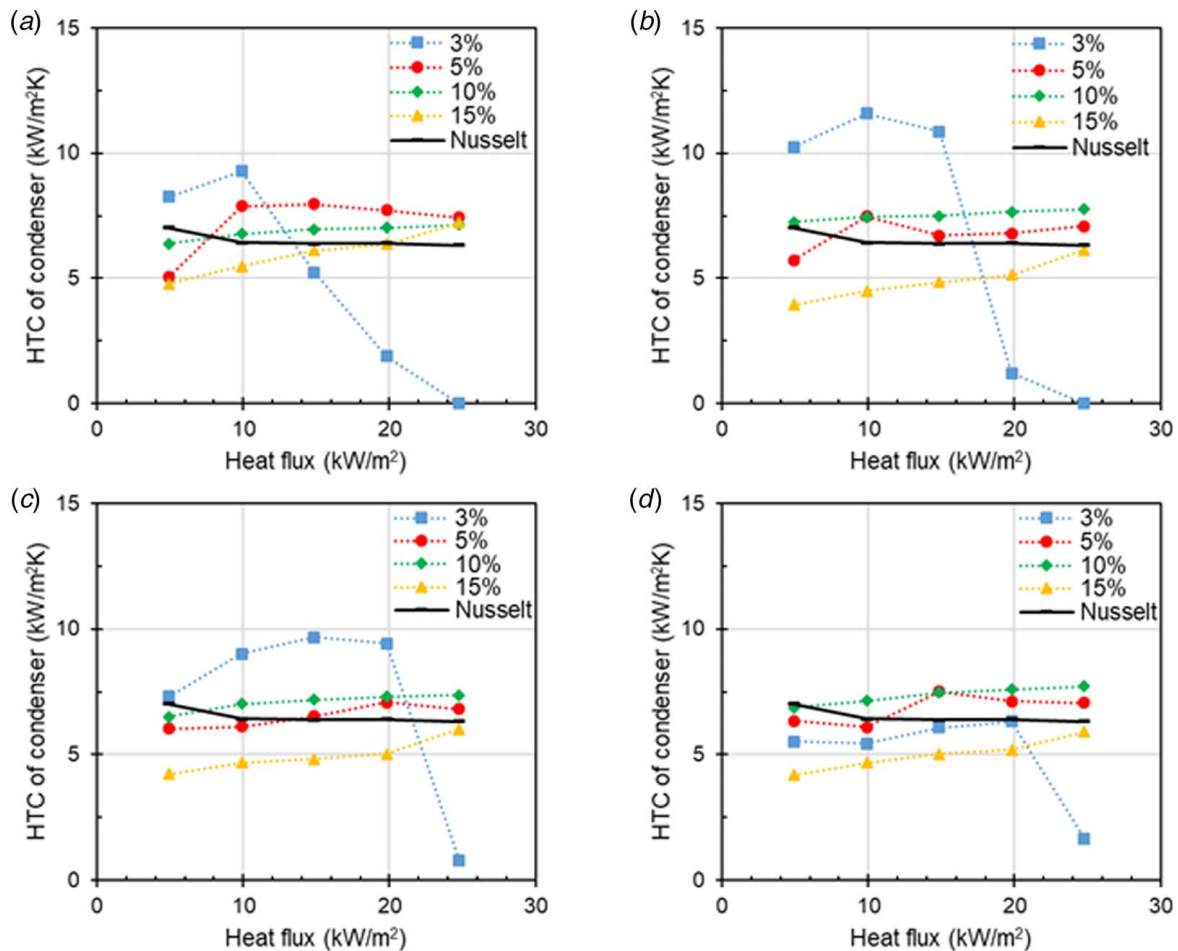 (a)
HTC of condenser (kW/m²K)
15
10
5
0
0 10 20 30
Heat flux (kW/m²)
3%
5%
10%
15%
Nusselt
(b)
HTC of condenser (kW/m²K)
15
10
5
0
0 10 20 30
Heat flux (kW/m²)
3%
5%
10%
15%
Nusselt
(c)
HTC of condenser (kW/m²K)
15
10
5
0
0 10 20 30
Heat flux (kW/m²)
3%
5%
10%
15%
Nusselt
(d)
HTC of condenser (kW/m²K)
15
10
5
0
0 10 20 30
Heat flux (kW/m²)
3%
5%
10%
15%
Nusselt